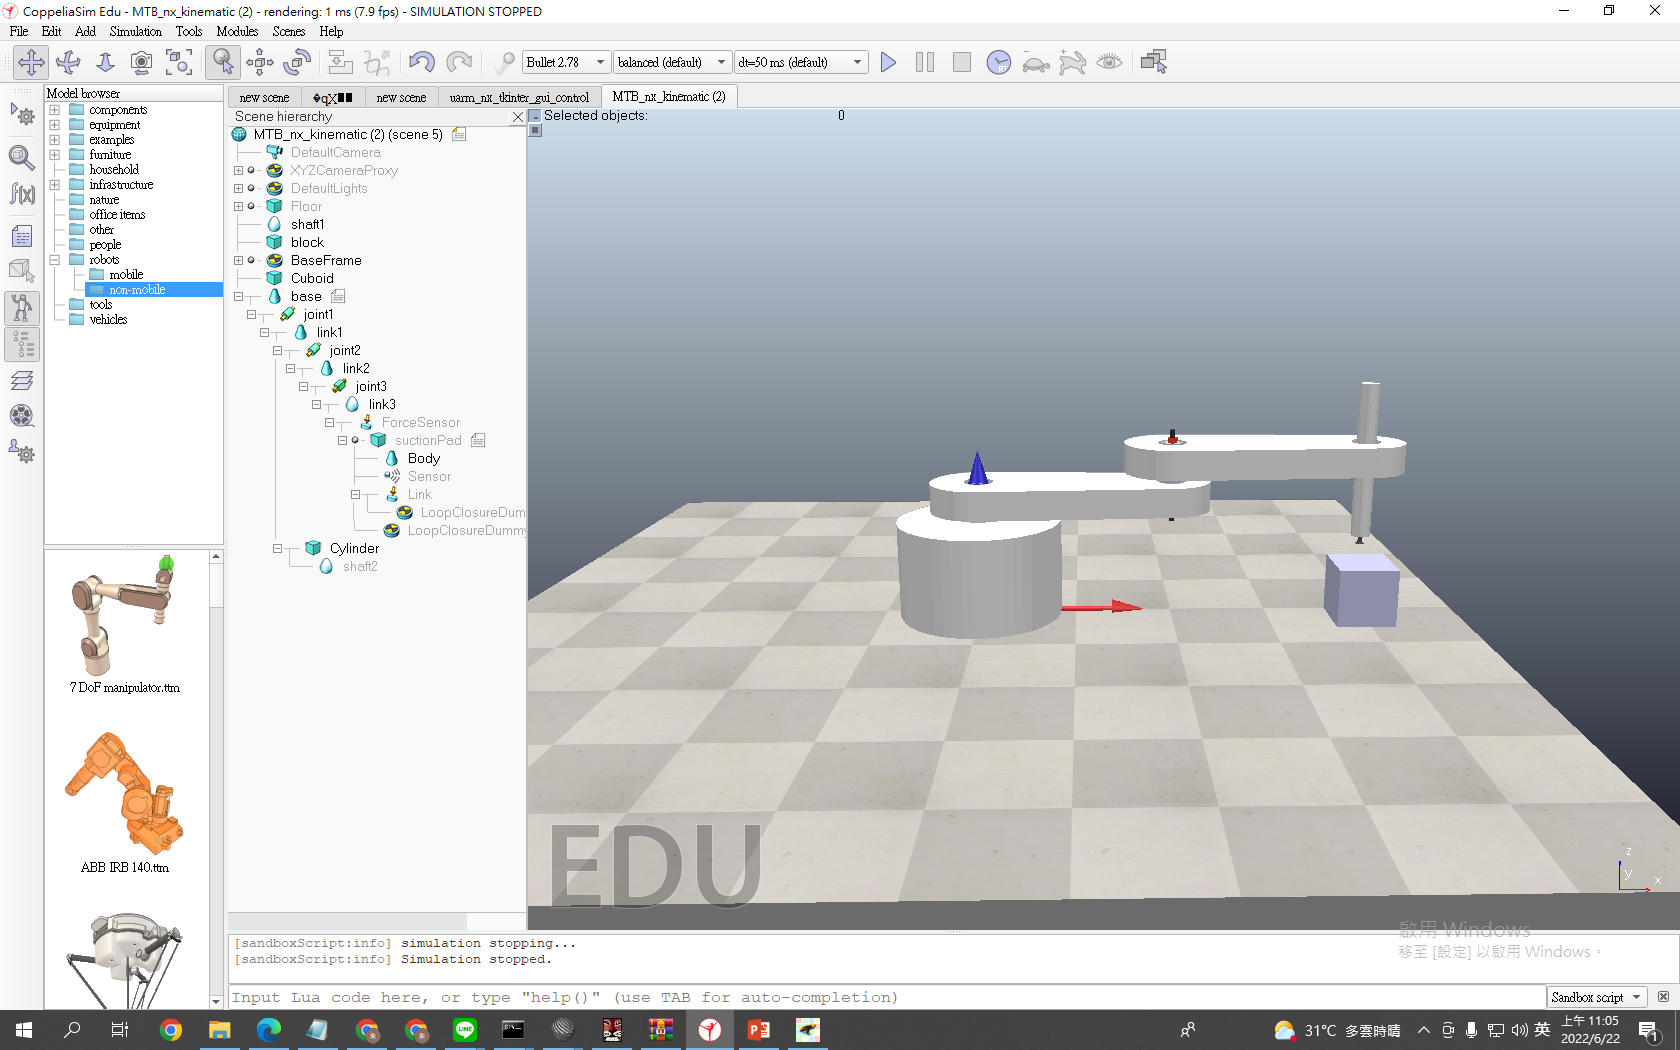 CoppeliaSim Edu - MTB_nx_kinematic (2) - rendering: 1 ms (7.9 fps) - SIMULATION STOPPED
File Edit Add Simulation Tools Modules Scenes Help
Bullet 2.78 balanced (default) dt=50 ms (default)
Model browser
components
equipment
examples
furniture
household
infrastructure
nature
office items
other
people
robots
mobile
non-mobile
tools
vehicles
7 DoF manipulator.ttm
ABB IRB 140.ttm
new scene qX new scene uarm_nx_tkinter_gui_control MTB_nx_kinematic (2)
Scene hierarchy
MTB_nx_kinematic (2) (scene 5)
DefaultCamera
XYZCameraProxy
DefaultLights
Floor
shaft1
block
BaseFrame
Cuboid
base
joint1
link1
joint2
link2
joint3
link3
ForceSensor
suctionPad
Body
Sensor
Link
LoopClosureDum
LoopClosureDummy
Cylinder
shaft2
Selected objects: 0
EDU
z
y
x
啟用 Windows
移至 [設定] 以啟用 Windows。
[sandboxScript:info] simulation stopping...
[sandboxScript:info] Simulation stopped.
Input Lua code here, or type "help()" (use TAB for auto-completion)
Sandbox script
31°C 多雲時晴
英
上午 11:05
2022/6/22
1